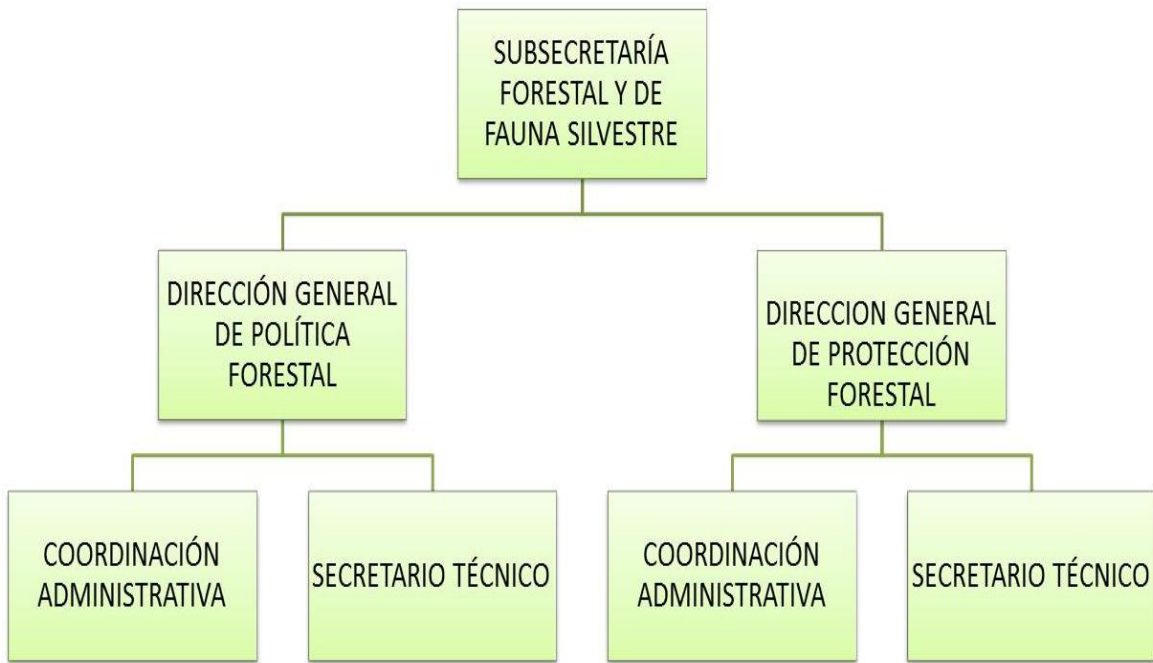 SUBSECRETARÍA
FORESTAL Y DE
FAUNA SILVESTRE
DIRECCIÓN GENERAL
DE POLÍTICA
FORESTAL
DIRECCION GENERAL
DE PROTECCIÓN
FORESTAL
COORDINACIÓN
ADMINISTRATIVA
SECRETARIO TÉCNICO
COORDINACIÓN
ADMINISTRATIVA
SECRETARIO TÉCNICO